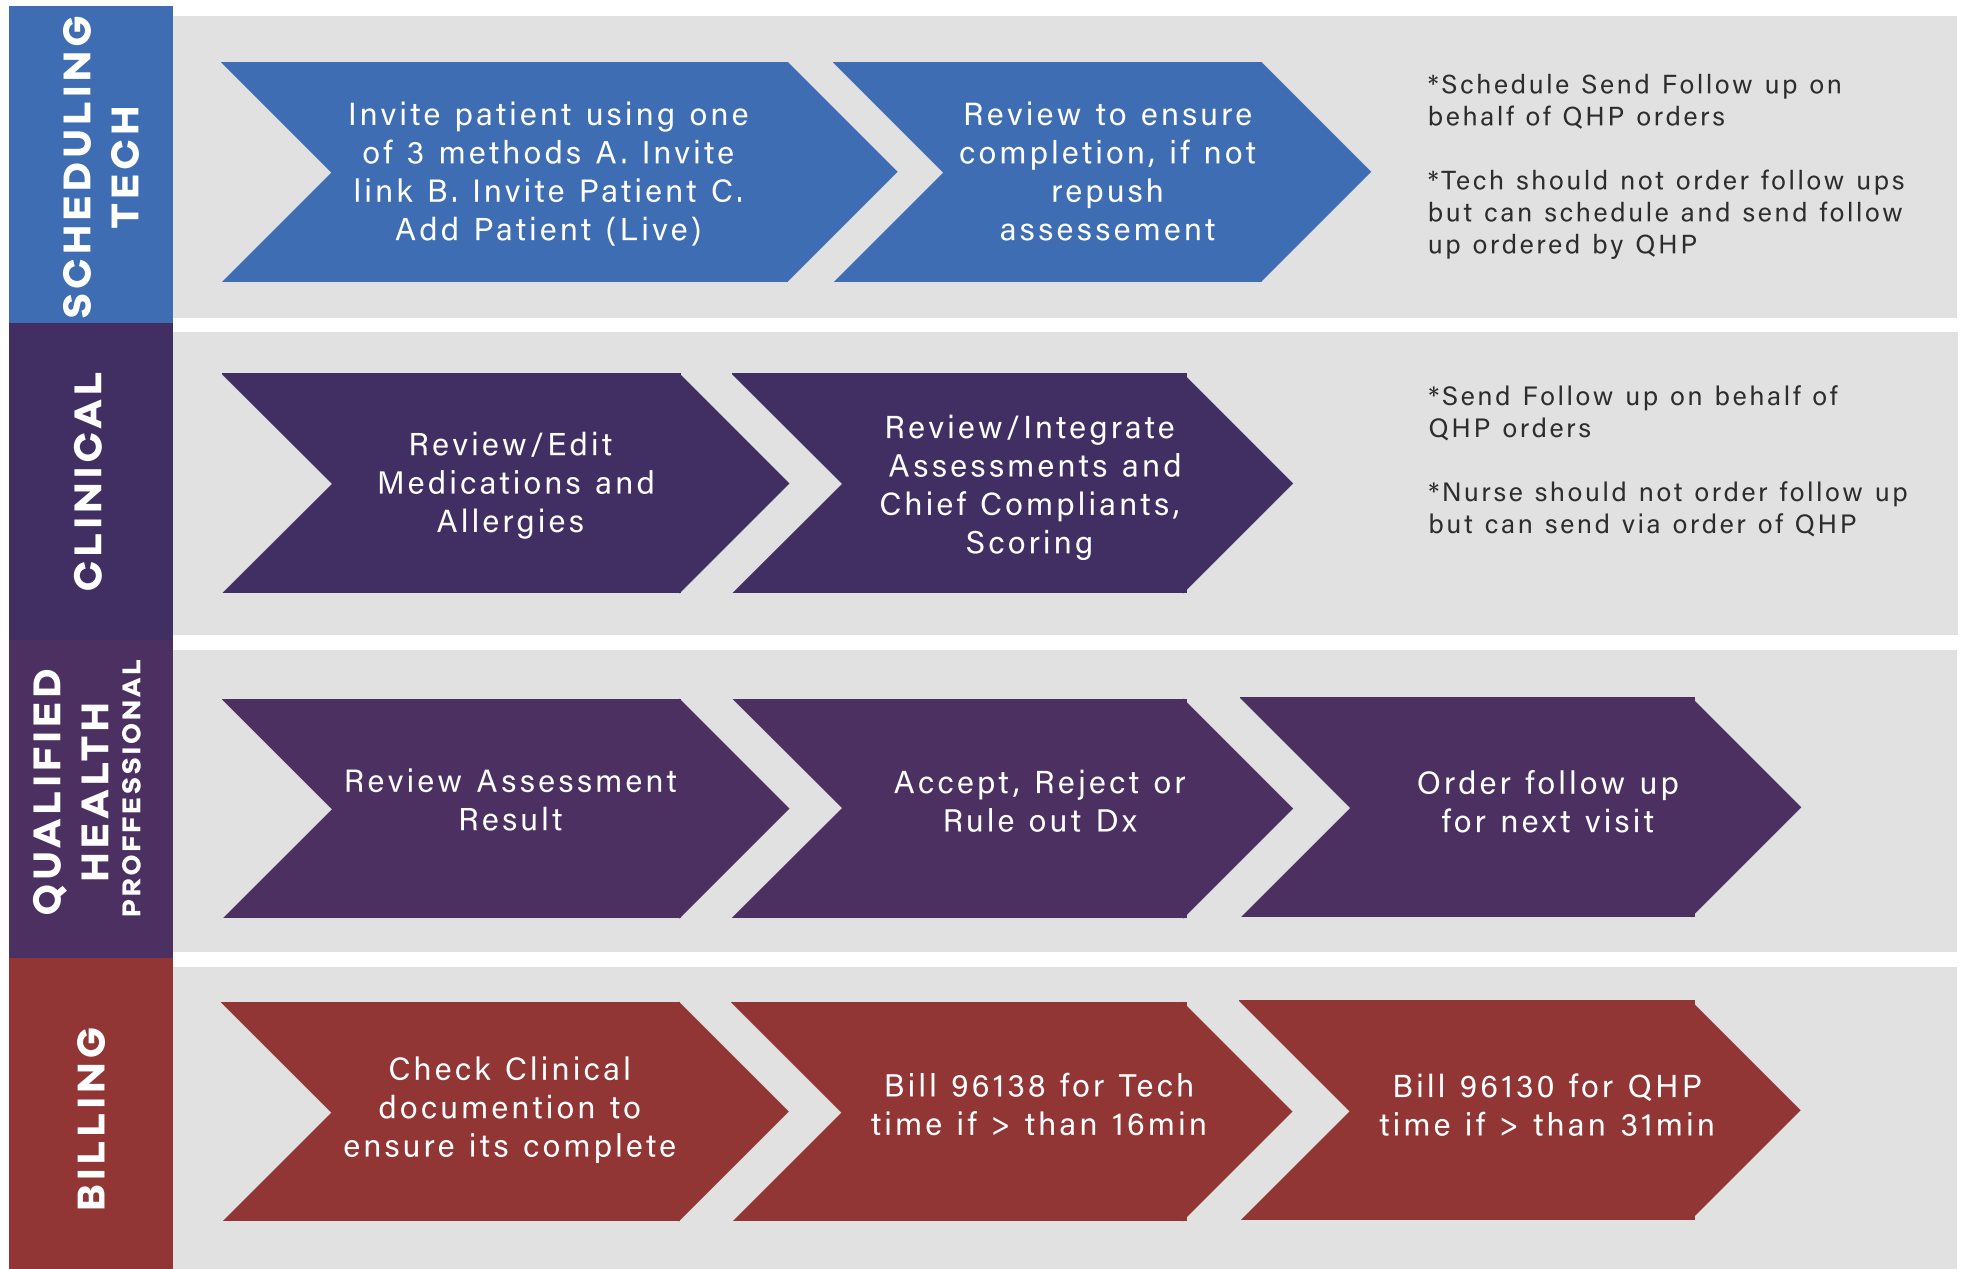 SCHEDULING
TECH
Invite patient using one
of 3 methods A. Invite
link B. Invite Patient C.
Add Patient (Live)
Review to ensure
completion, if not
repush
assessement
*Schedule Send Follow up on
behalf of QHP orders
*Tech should not order follow ups
but can schedule and send follow
up ordered by QHP
CLINICAL
Review/Edit
Medications and
Allergies
Review/Integrate
Assessments and
Chief Compliants,
Scoring
*Send Follow up on behalf of
QHP orders
*Nurse should not order follow up
but can send via order of QHP
QUALIFIED
HEALTH
PROFFESSIONAL
Review Assessment
Result
Accept, Reject or
Rule out Dx
Order follow up
for next visit
BILLING
Check Clinical
documention to
ensure its complete
Bill 96138 for Tech
time if > than 16min
Bill 96130 for QHP
time if > than 31min